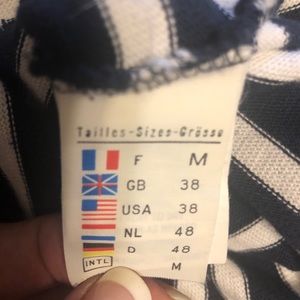 Tailles-Sizes-Grösse
F M
GB 38
USA 38
NL 48
D 48
INTL M